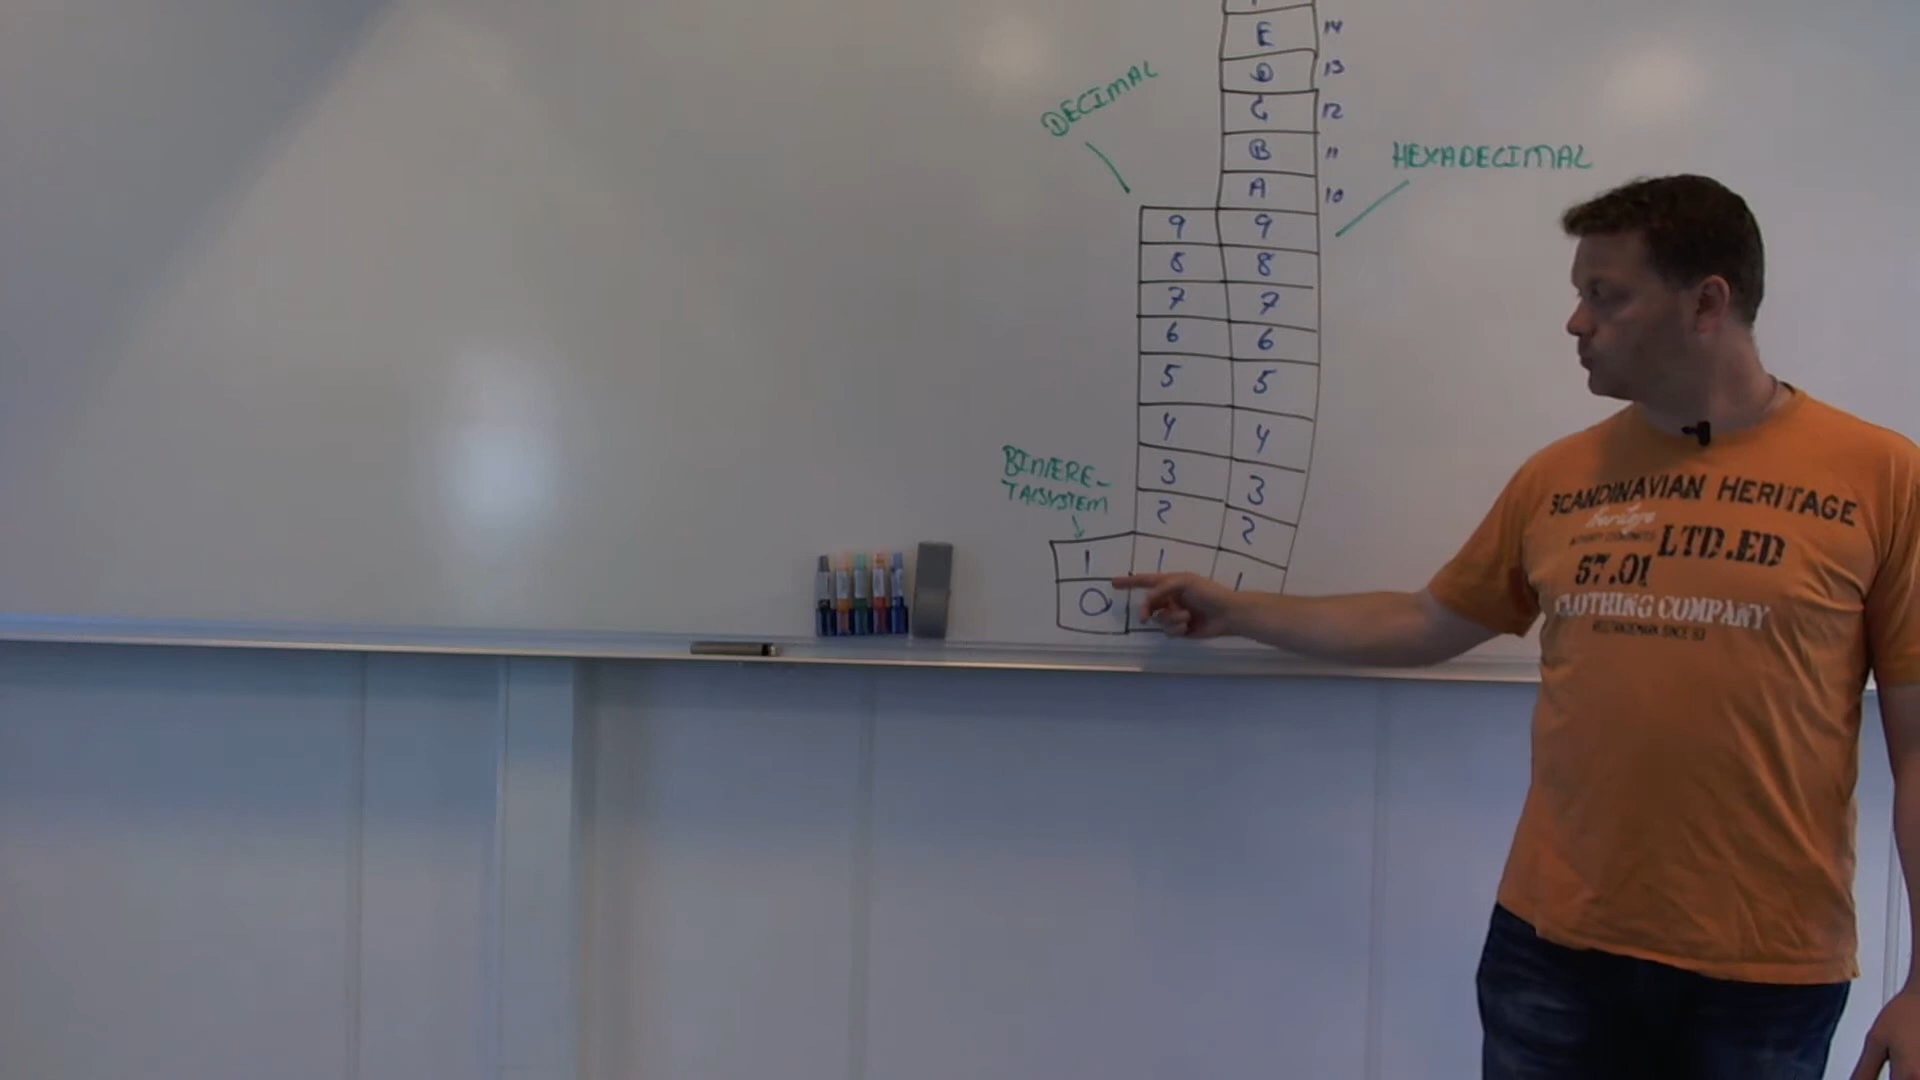 E 14
D 13
C 12
B 11
A 10
DECIMAL
HEXADECIMAL
9 9
8 8
7 7
6 6
5 5
4 4
3 3
2 2
BINÆRE-
TALSYSTEM
1 1 1
0
SCANDINAVIAN HERITAGE
Heritage
LTD.ED
57.01
CLOTHING COMPANY